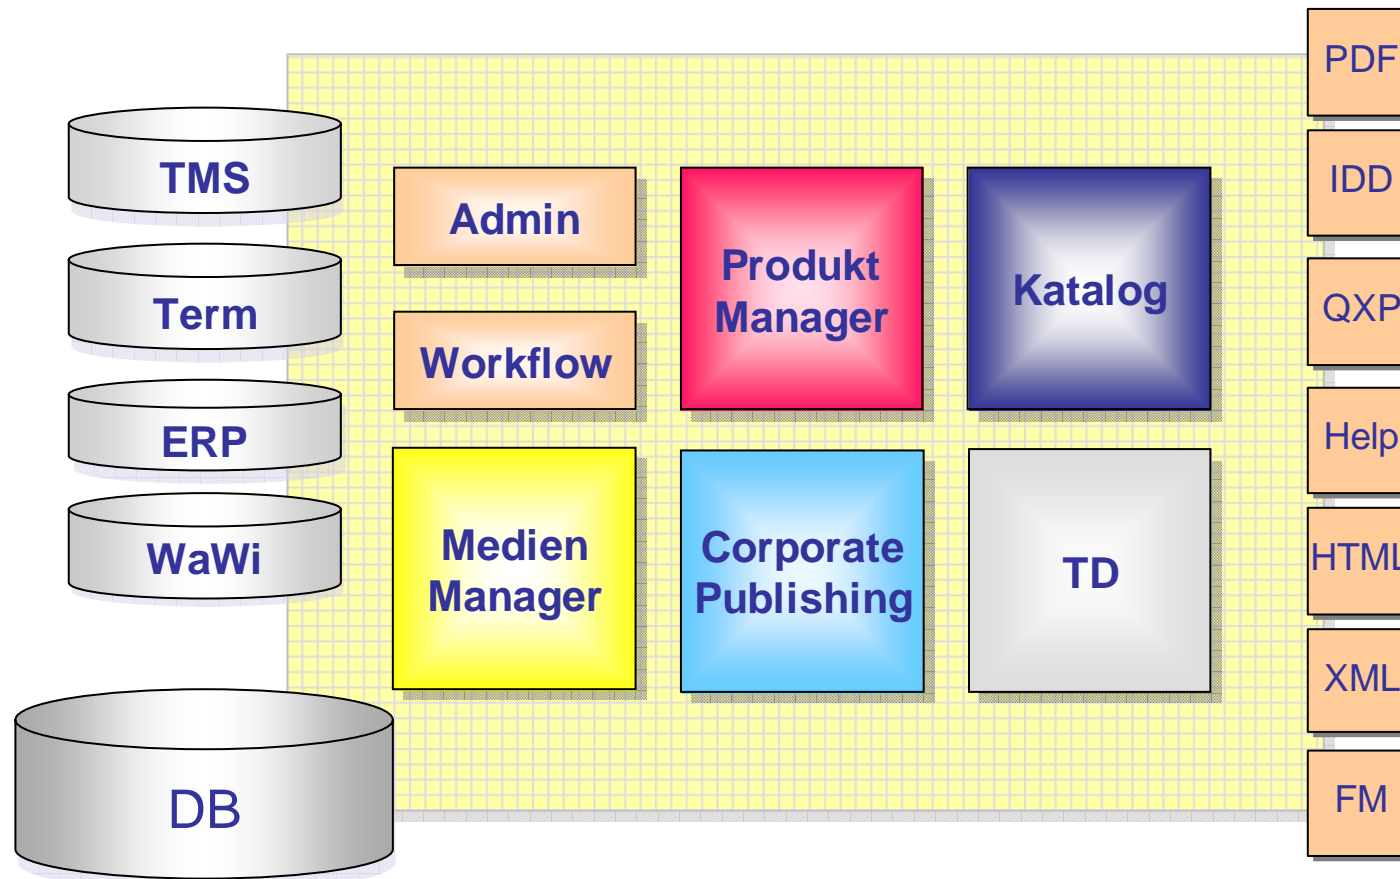 TMS
Term
ERP
WaWi
DB
Admin
Workflow
Produkt
Manager
Katalog
Medien
Manager
Corporate
Publishing
TD
PDF
IDD
QXP
Help
HTML
XML
FM